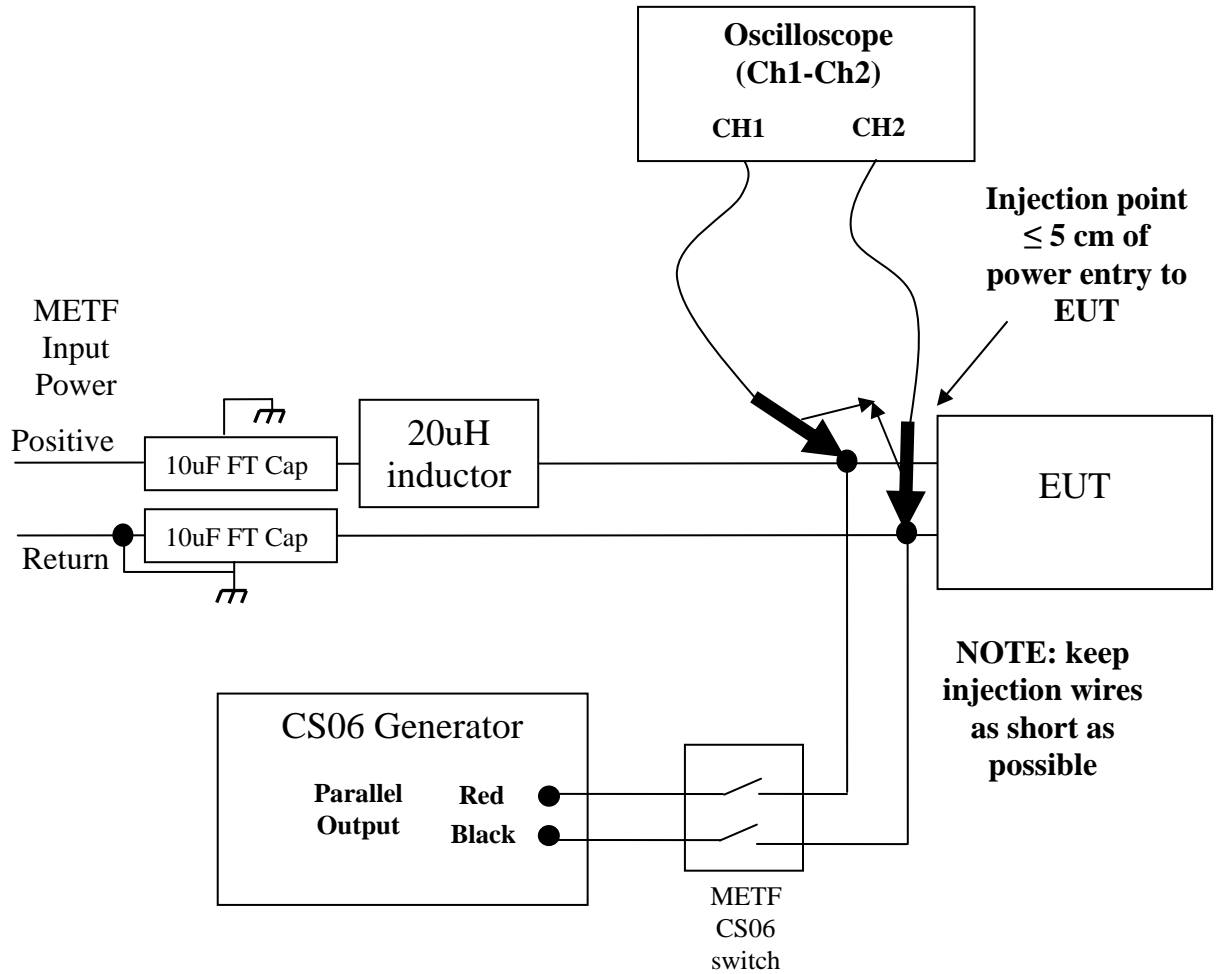 Oscilloscope
(Ch1-Ch2)
CH1
CH2
Injection point
≤ 5 cm of
power entry to
EUT
METF
Input
Power
Positive
10uF FT Cap
20uH
inductor
EUT
10uF FT Cap
Return
NOTE: keep
injection wires
as short as
possible
CS06 Generator
Parallel
Output
Red
Black
METF
CS06
switch